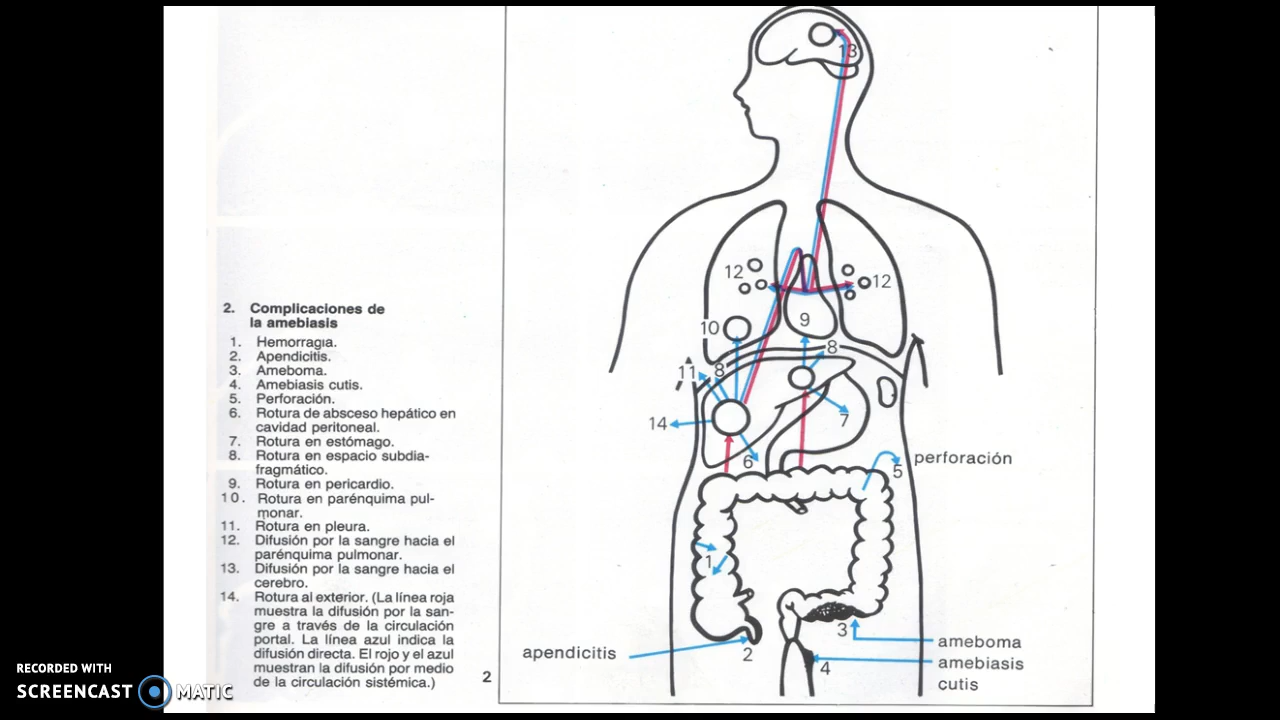 2. Complicaciones de
la amebiasis
1. Hemorragia.
2. Apendicitis.
3. Ameboma.
4. Amebiasis cutis.
5. Perforación.
6. Rotura de absceso hepático en
cavidad peritoneal.
7. Rotura en estómago.
8. Rotura en espacio subdia-
fragmático.
9. Rotura en pericardio.
10. Rotura en parénquima pul-
monar.
11. Rotura en pleura.
12. Difusión por la sangre hacia el
parénquima pulmonar.
13. Difusión por la sangre hacia el
cerebro.
14. Rotura al exterior. (La línea roja
muestra la difusión por la san-
gre a través de la circulación
portal. La línea azul indica la
difusión directa. El rojo y el azul
muestran la difusión por medio
de la circulación sistémica.)
2
13
12
12
9
10
8
8
11
7
14
6
5
perforación
1
3
ameboma
apendicitis
2
4
amebiasis
cutis
RECORDED WITH
SCREENCAST MATIC